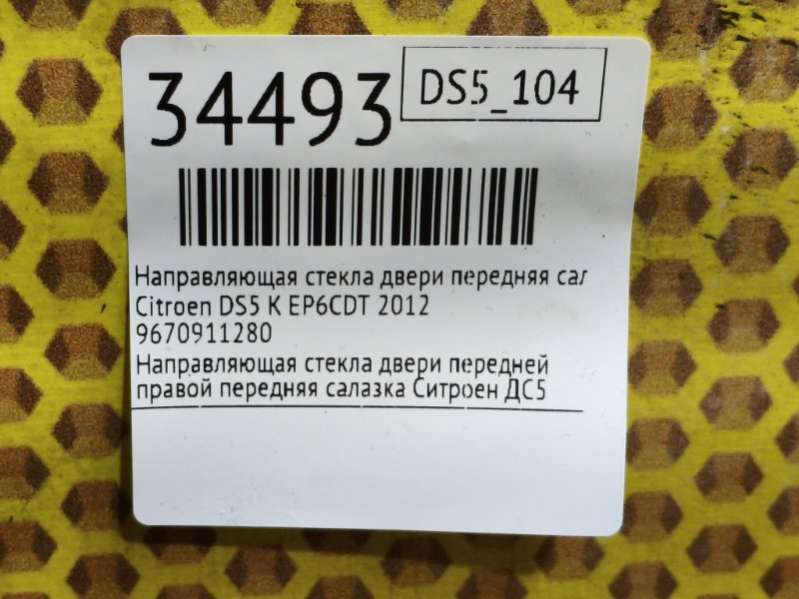 34493
DS5_104
Направляющая стекла двери передняя сал
Citroen DS5 K EP6CDT 2012
9670911280
Направляющая стекла двери передней
правой передняя салазка Ситроен ДС5